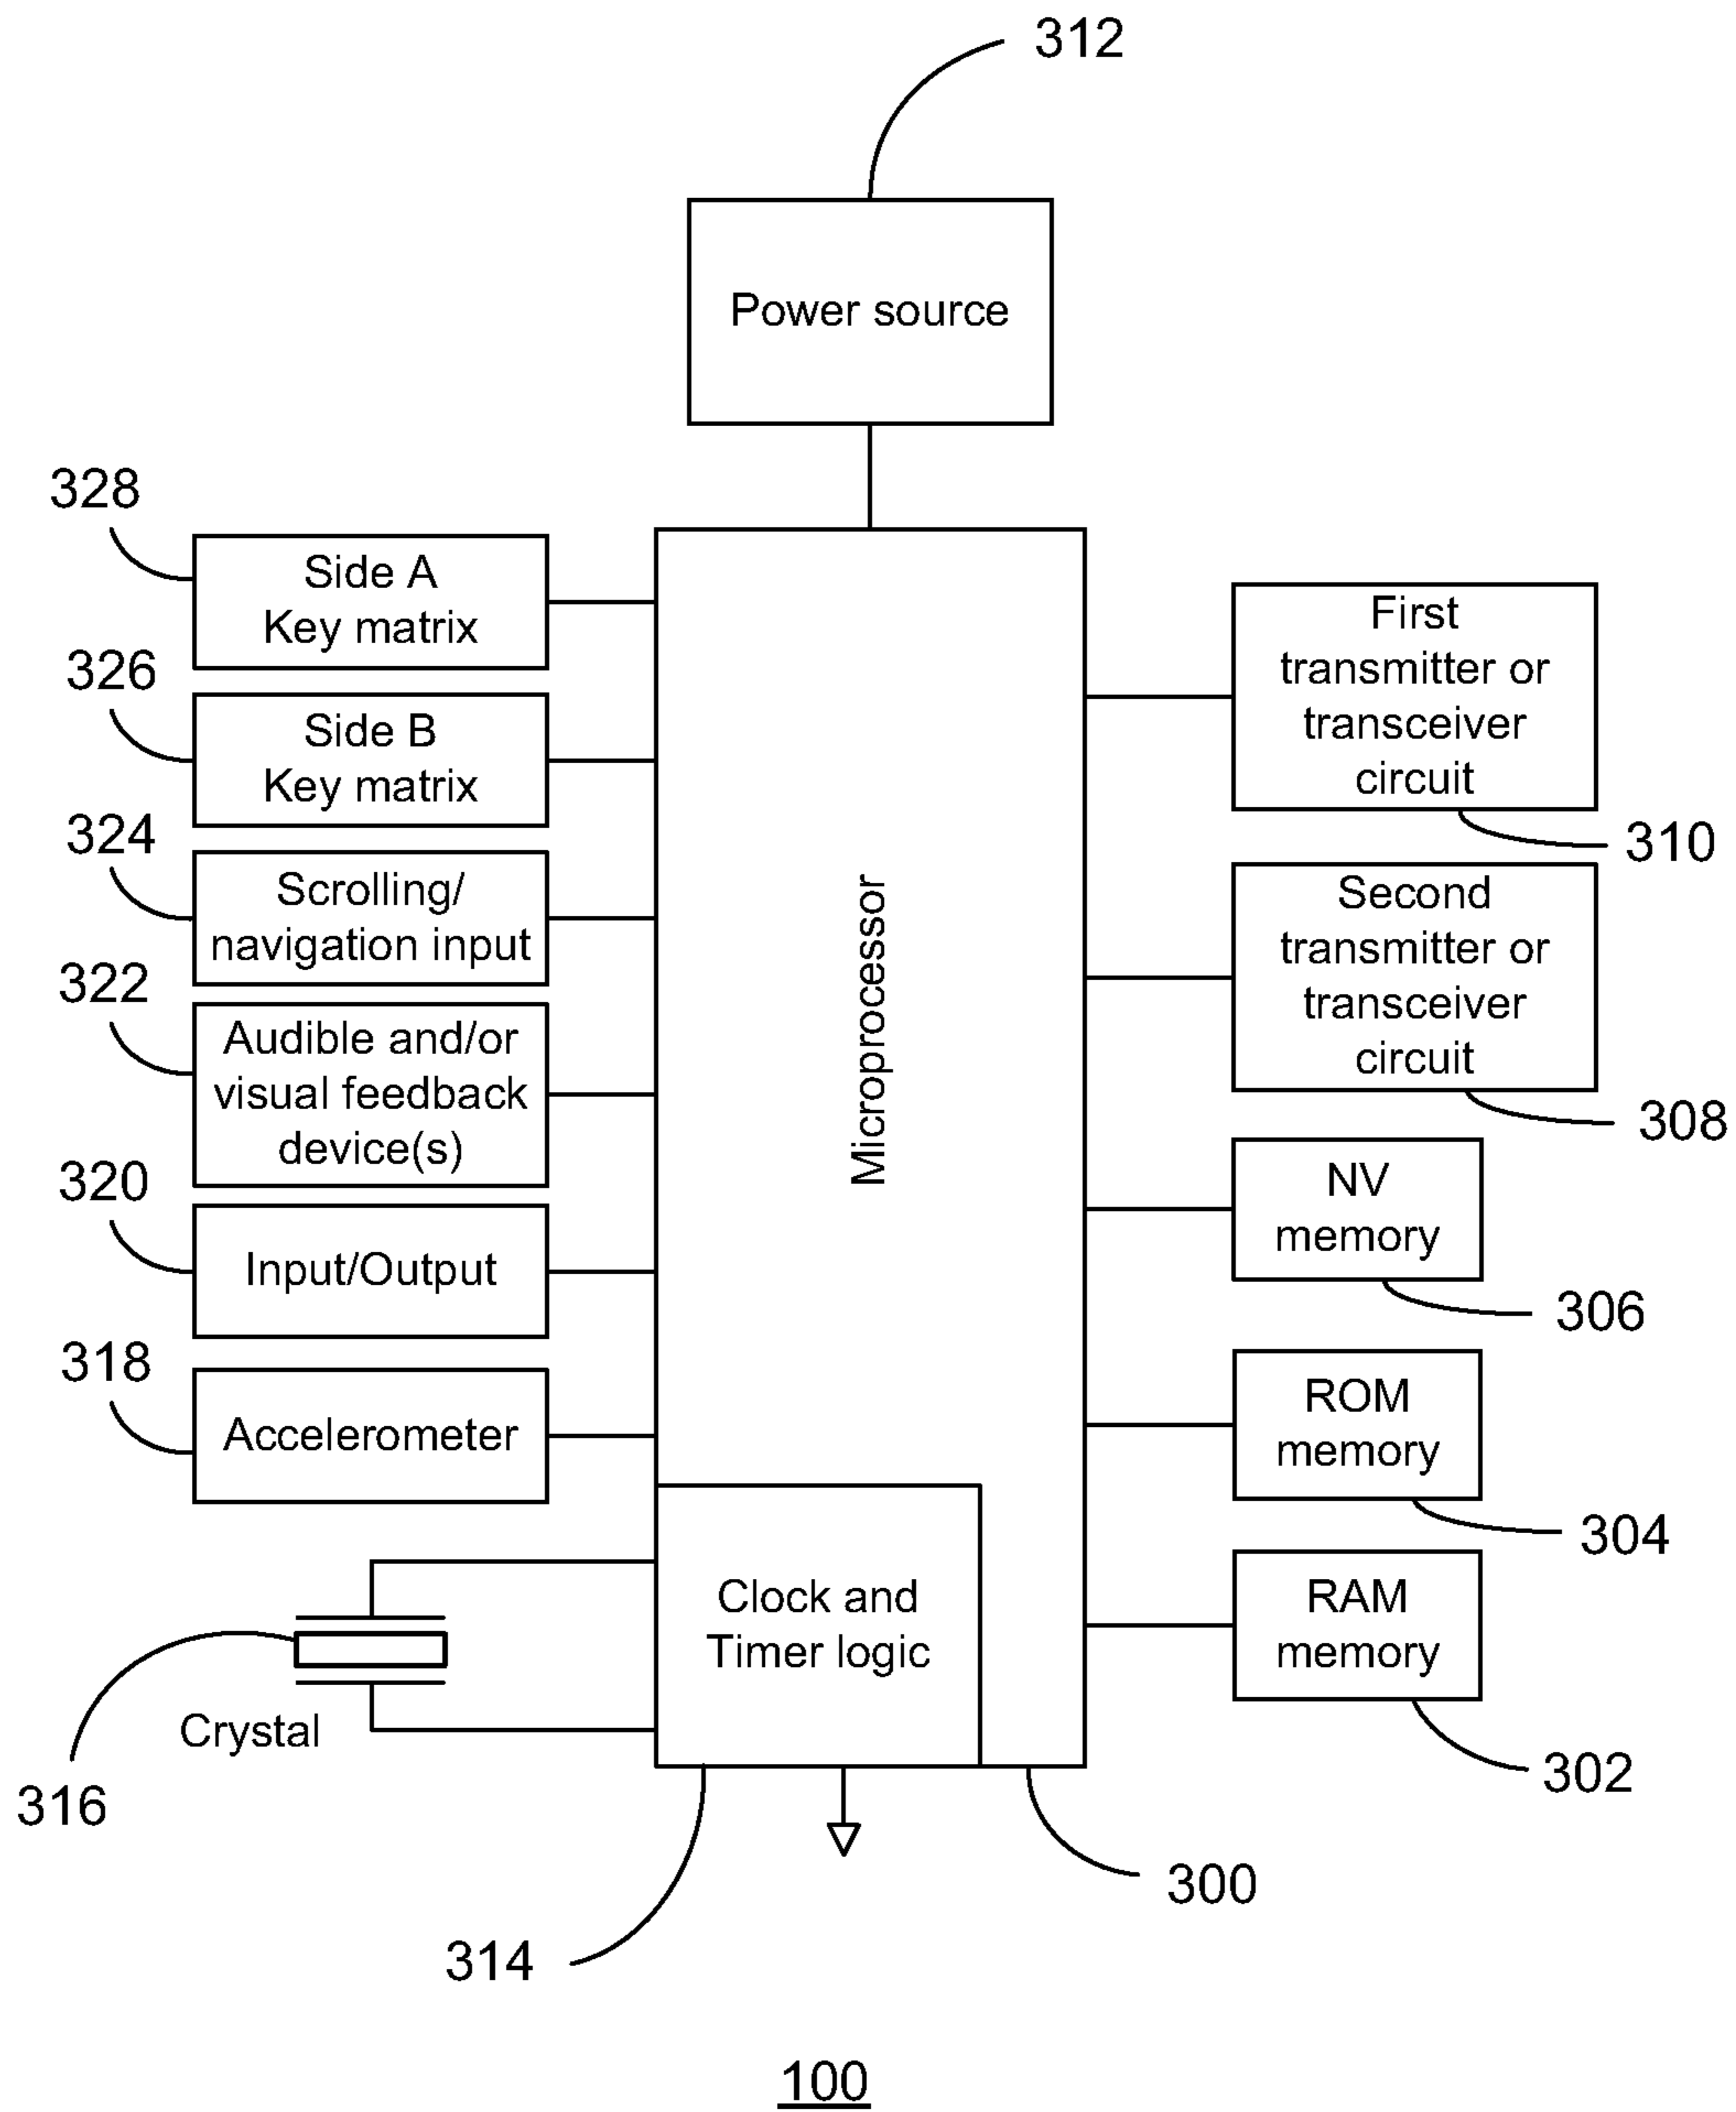 312
Power source
328
Side A
Key matrix
326
Side B
Key matrix
324
Scrolling/
navigation input
322
Audible and/or
visual feedback
device(s)
320
Input/Output
318
Accelerometer
Microprocessor
First
transmitter or
transceiver
circuit
310
Second
transmitter or
transceiver
circuit
308
NV
memory
306
ROM
memory
304
RAM
memory
302
Clock and
Timer logic
Crystal
316
314
300
100